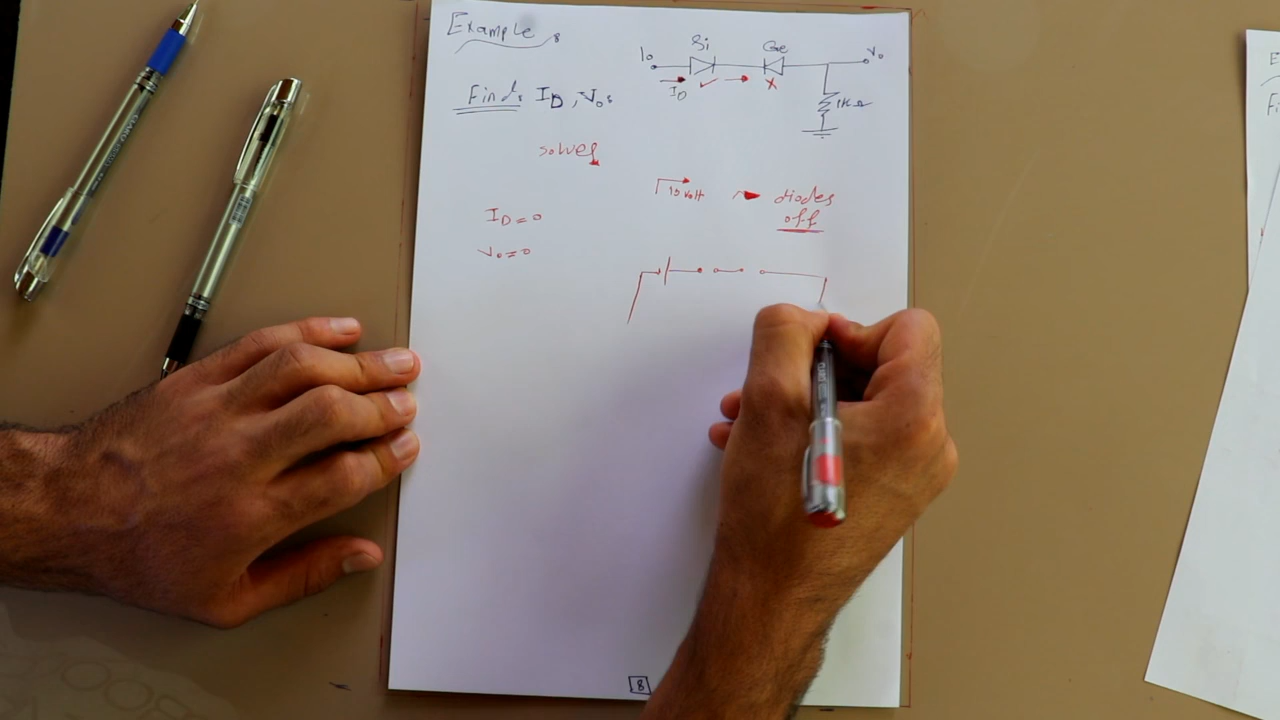 Example:
Si Ge
10 Vo
Find: ID, Vo:
ID
1KΩ
solve:
10 volt diodes
off
ID=0
Vo=0
8